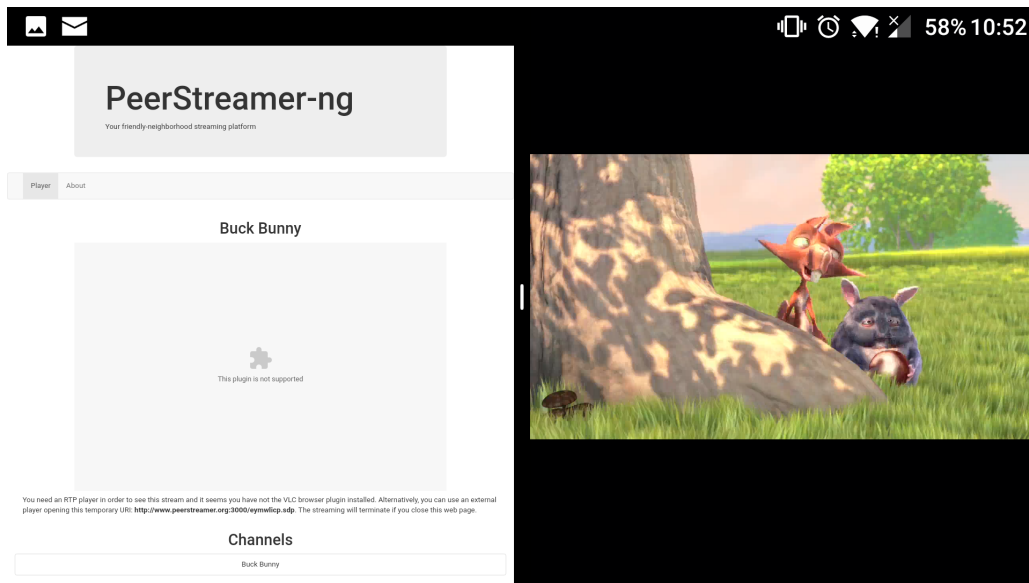 58% 10:52
PeerStreamer-ng
Your friendly-neighborhood streaming platform
Player About
Buck Bunny
This plugin is not supported
You need an RTP player in order to see this stream and it seems you have not the VLC browser plugin installed. Alternatively, you can use an external
player opening this temporary URI: http://www.peerstreamer.org:3000/eymwlicp.sdp. The streaming will terminate if you close this web page.
Channels
Buck Bunny